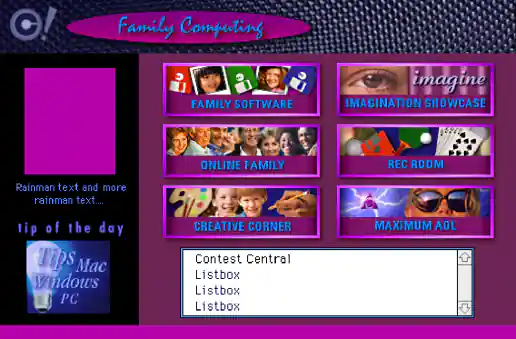 C!
Family Computing
FAMILY SOFTWARE
imagine
IMAGINATION SHOWCASE
ONLINE FAMILY
REC ROOM
CREATIVE CORNER
MAXIMUM AOL
Rainman text and more
rainman text...
tip of the day
Tips
Mac
Windows
PC
Contest Central
Listbox
Listbox
Listbox